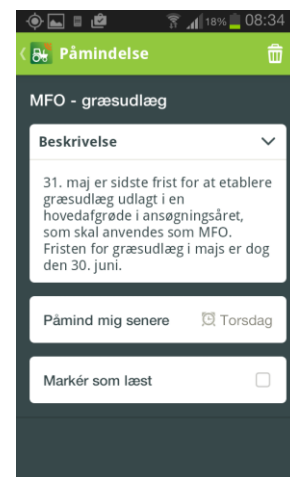 18% 08:34
Påmindelse
MFO - græsudlæg
Beskrivelse
31. maj er sidste frist for at etablere
græsudlæg udlagt i en
hovedafgrøde i ansøgningsåret,
som skal anvendes som MFO.
Fristen for græsudlæg i majs er dog
den 30. juni.
Påmind mig senere Torsdag
Markér som læst